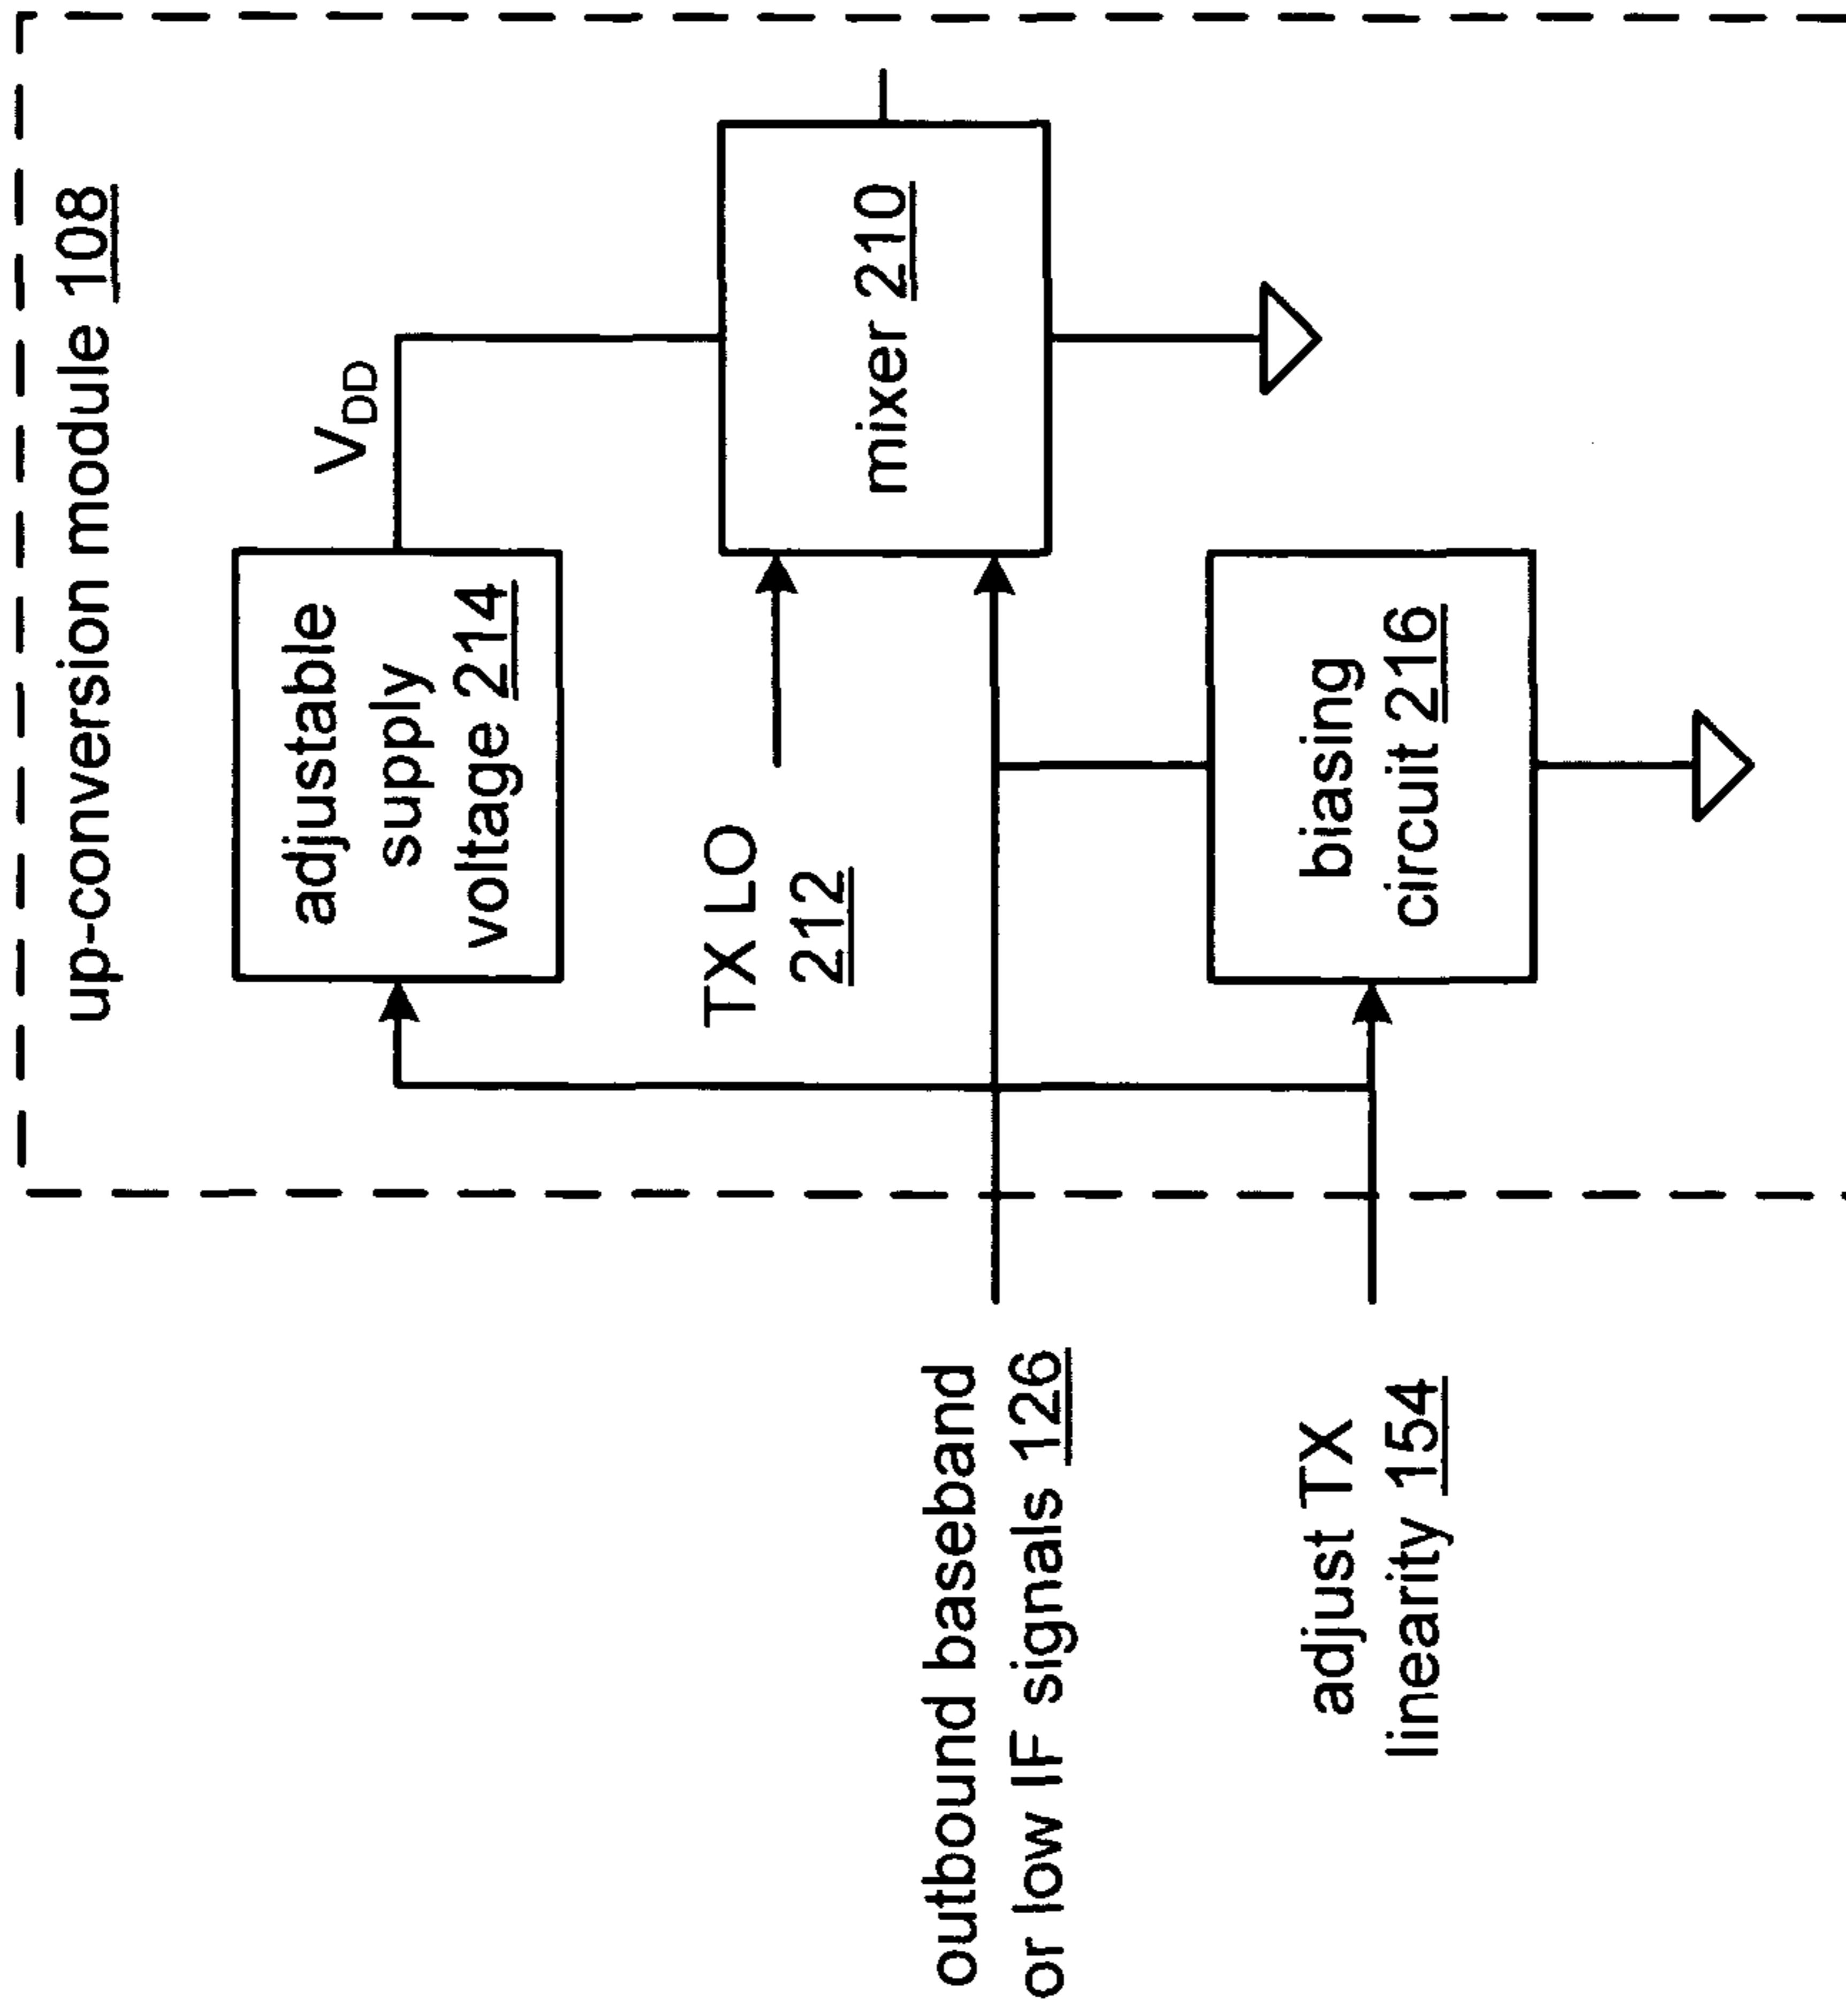 up-conversion module 108
adjustable
supply
voltage 214
V_DD
TX LO
212
mixer 210
outbound baseband
or low IF signals 126
biasing
circuit 216
adjust TX
linearity 154